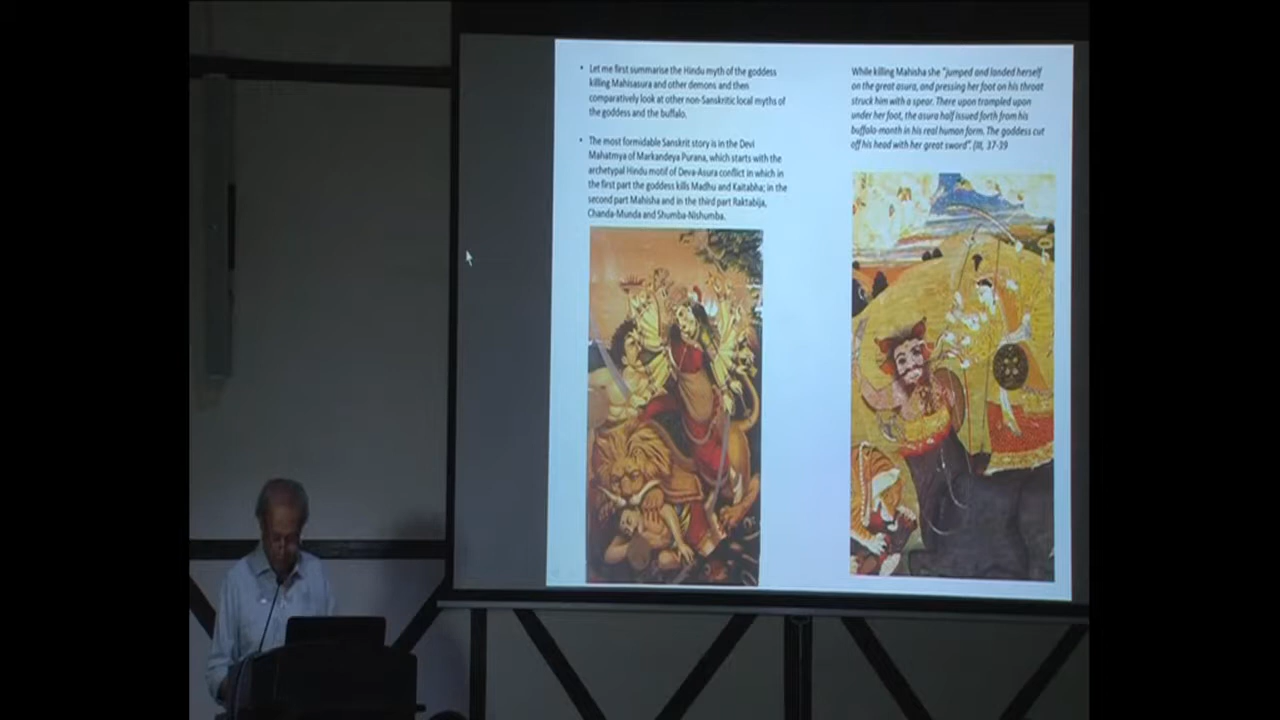 • Let me first summarise the Hindu myth of the goddess
killing Mahisasura and other demons and then
comparatively look at other non-Sanskritic local myths of
the goddess and the buffalo.
• The most formidable Sanskrit story is in the Devi
Mahatmya of Markandeya Purana, which starts with the
archetypal Hindu motif of Deva-Asura conflict in which in
the first part the goddess kills Madhu and Kaitabha; in the
second part Mahisha and in the third part Raktabija,
Chanda-Munda and Shumba-Nishumba.
While killing Mahisha she "jumped and landed herself
on the great asura, and pressing her foot on his throat
struck him with a spear. There upon trampled upon
under her foot, the asura half issued forth from his
buffalo-month in his real human form. The goddess cut
off his head with her great sword". (III, 37-39